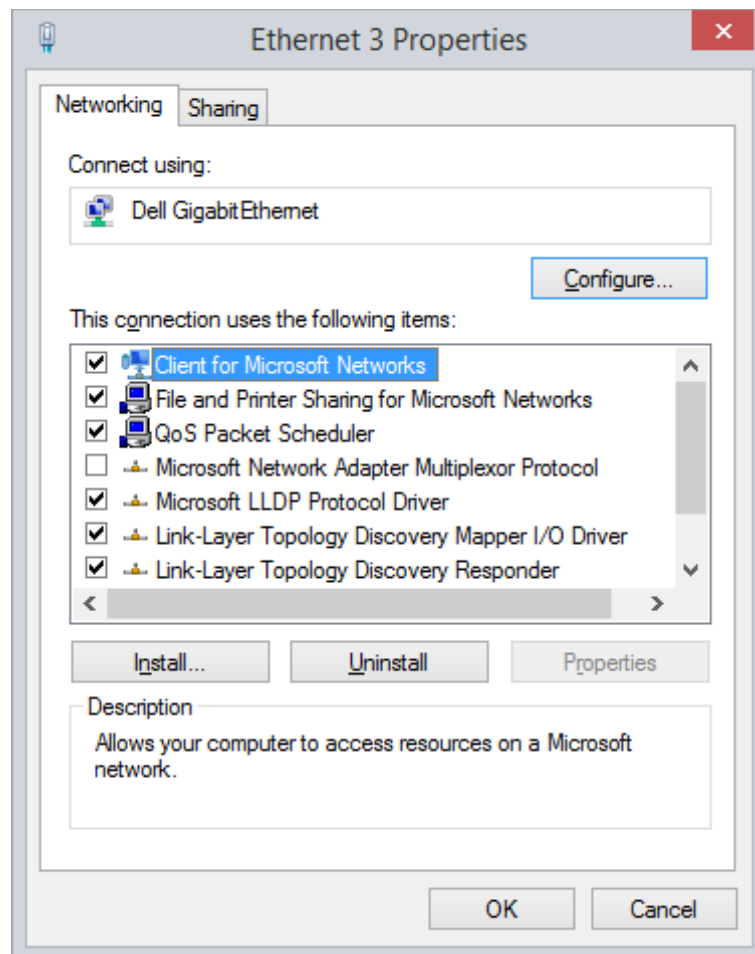 Ethernet 3 Properties
Networking
Sharing
Connect using:
Dell GigabitEthernet
Configure...
This connection uses the following items:
Client for Microsoft Networks
File and Printer Sharing for Microsoft Networks
QoS Packet Scheduler
Microsoft Network Adapter Multiplexor Protocol
Microsoft LLDP Protocol Driver
Link-Layer Topology Discovery Mapper I/O Driver
Link-Layer Topology Discovery Responder
Install...
Uninstall
Properties
Description
Allows your computer to access resources on a Microsoft
network.
OK
Cancel